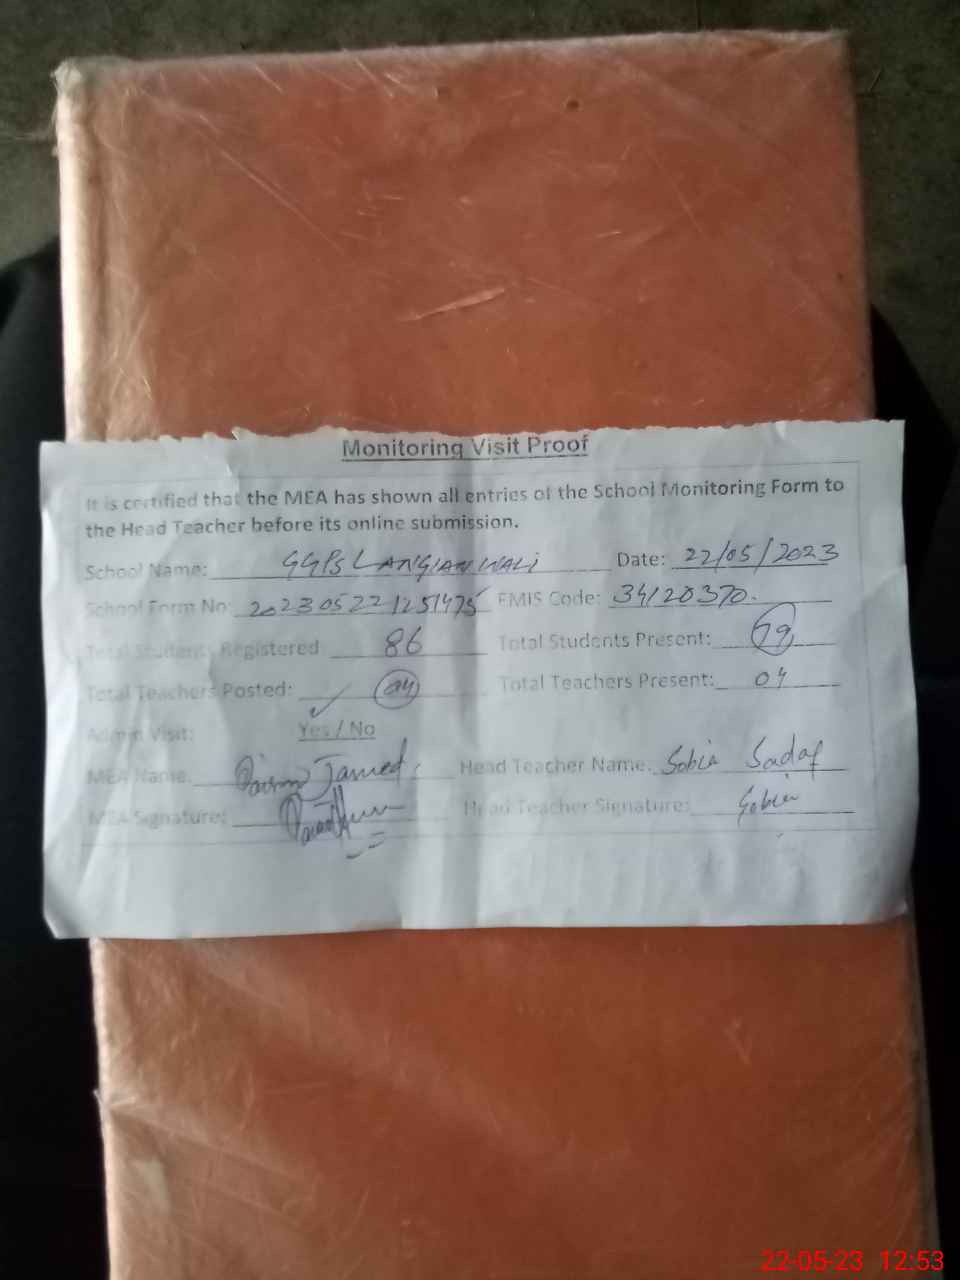 Monitoring Visit Proof
It is certified that the MEA has shown all entries of the School Monitoring Form to
the Head Teacher before its online submission.
School Name: GGPS LANGIANWALI Date: 22/05/2023
School Form No: 202305221251475 EMIS Code: 34120370.
Total Students Registered 86 Total Students Present: 79
Total Teachers Posted: 04 Total Teachers Present: 04
Admin Visit: Yes / No
MEA Name. Jamed Head Teacher Name. Sobia Sadaf
MEA Signature: Head Teacher Signature: Sobia
22-05-23 12:53